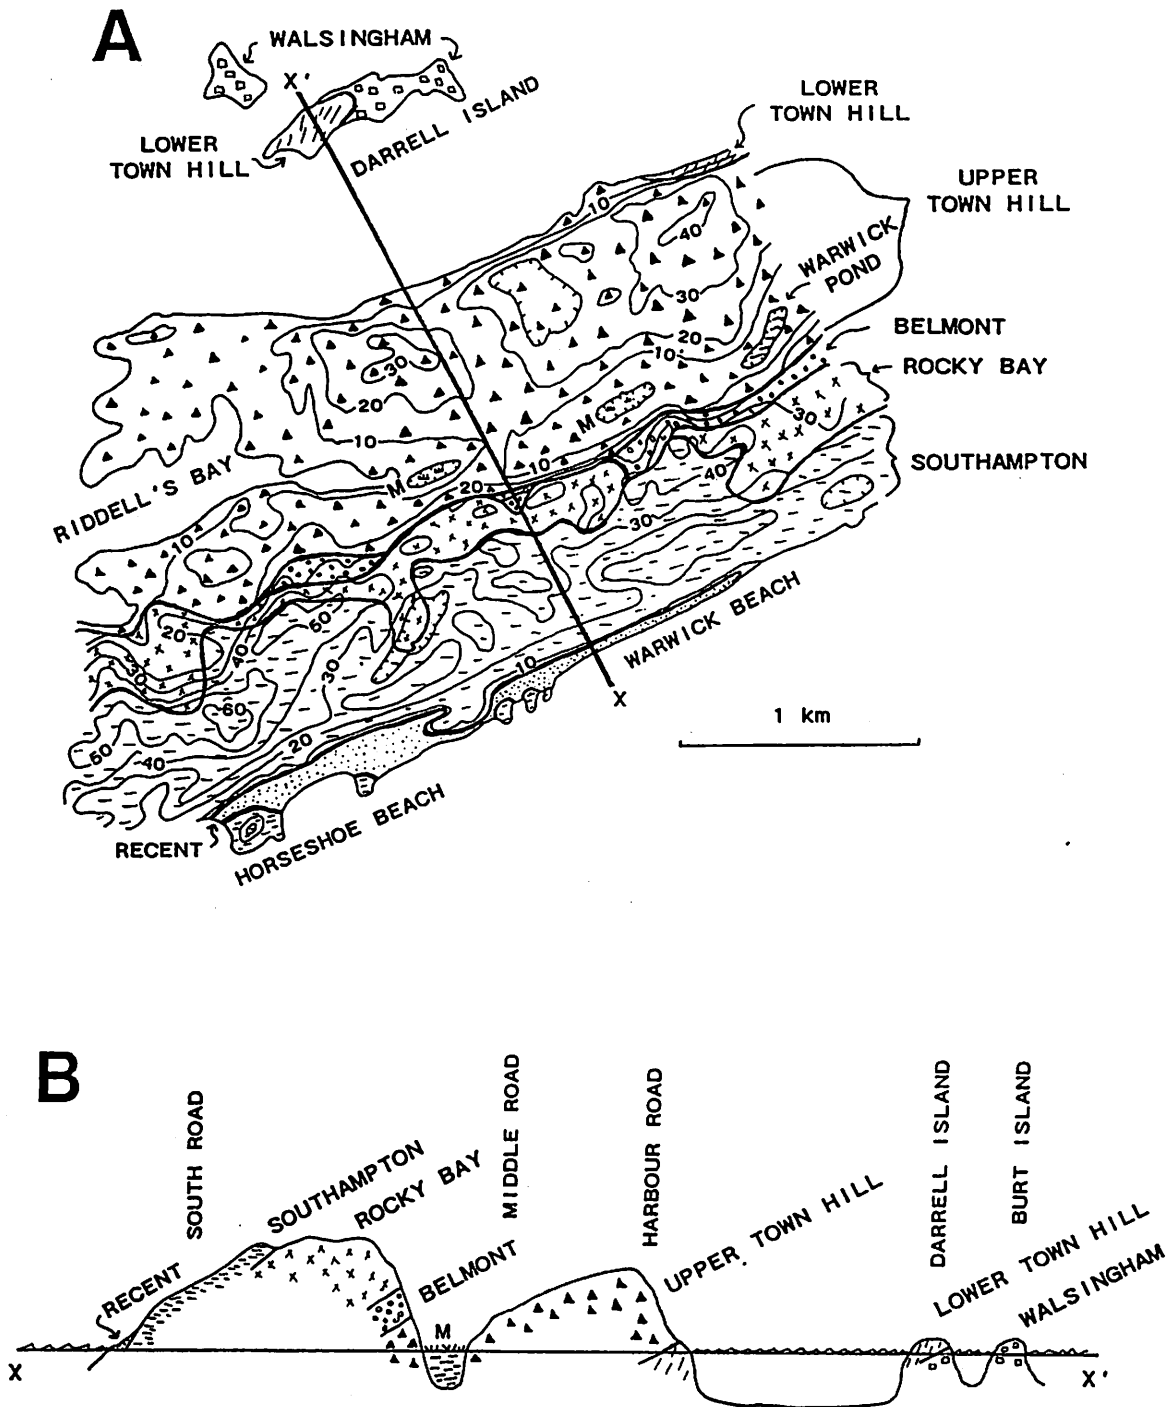 A
WALSINGHAM
X'
LOWER
TOWN HILL
DARRELL ISLAND
LOWER
TOWN HILL
UPPER
TOWN HILL
10
40
WARWICK
POND
30
20
10
BELMONT
ROCKY BAY
30
20
10
30
M
RIDDELL'S BAY
M
20
10
40
SOUTHAMPTON
30
10
20
30
50
40
30
60
10
WARWICK BEACH
X
1 km
50
40
20
RECENT
HORSESHOE BEACH
B
SOUTH ROAD
MIDDLE ROAD
HARBOUR ROAD
DARRELL ISLAND
BURT ISLAND
SOUTHAMPTON
ROCKY BAY
RECENT
BELMONT
UPPER TOWN HILL
LOWER TOWN HILL
WALSINGHAM
M
X
X'